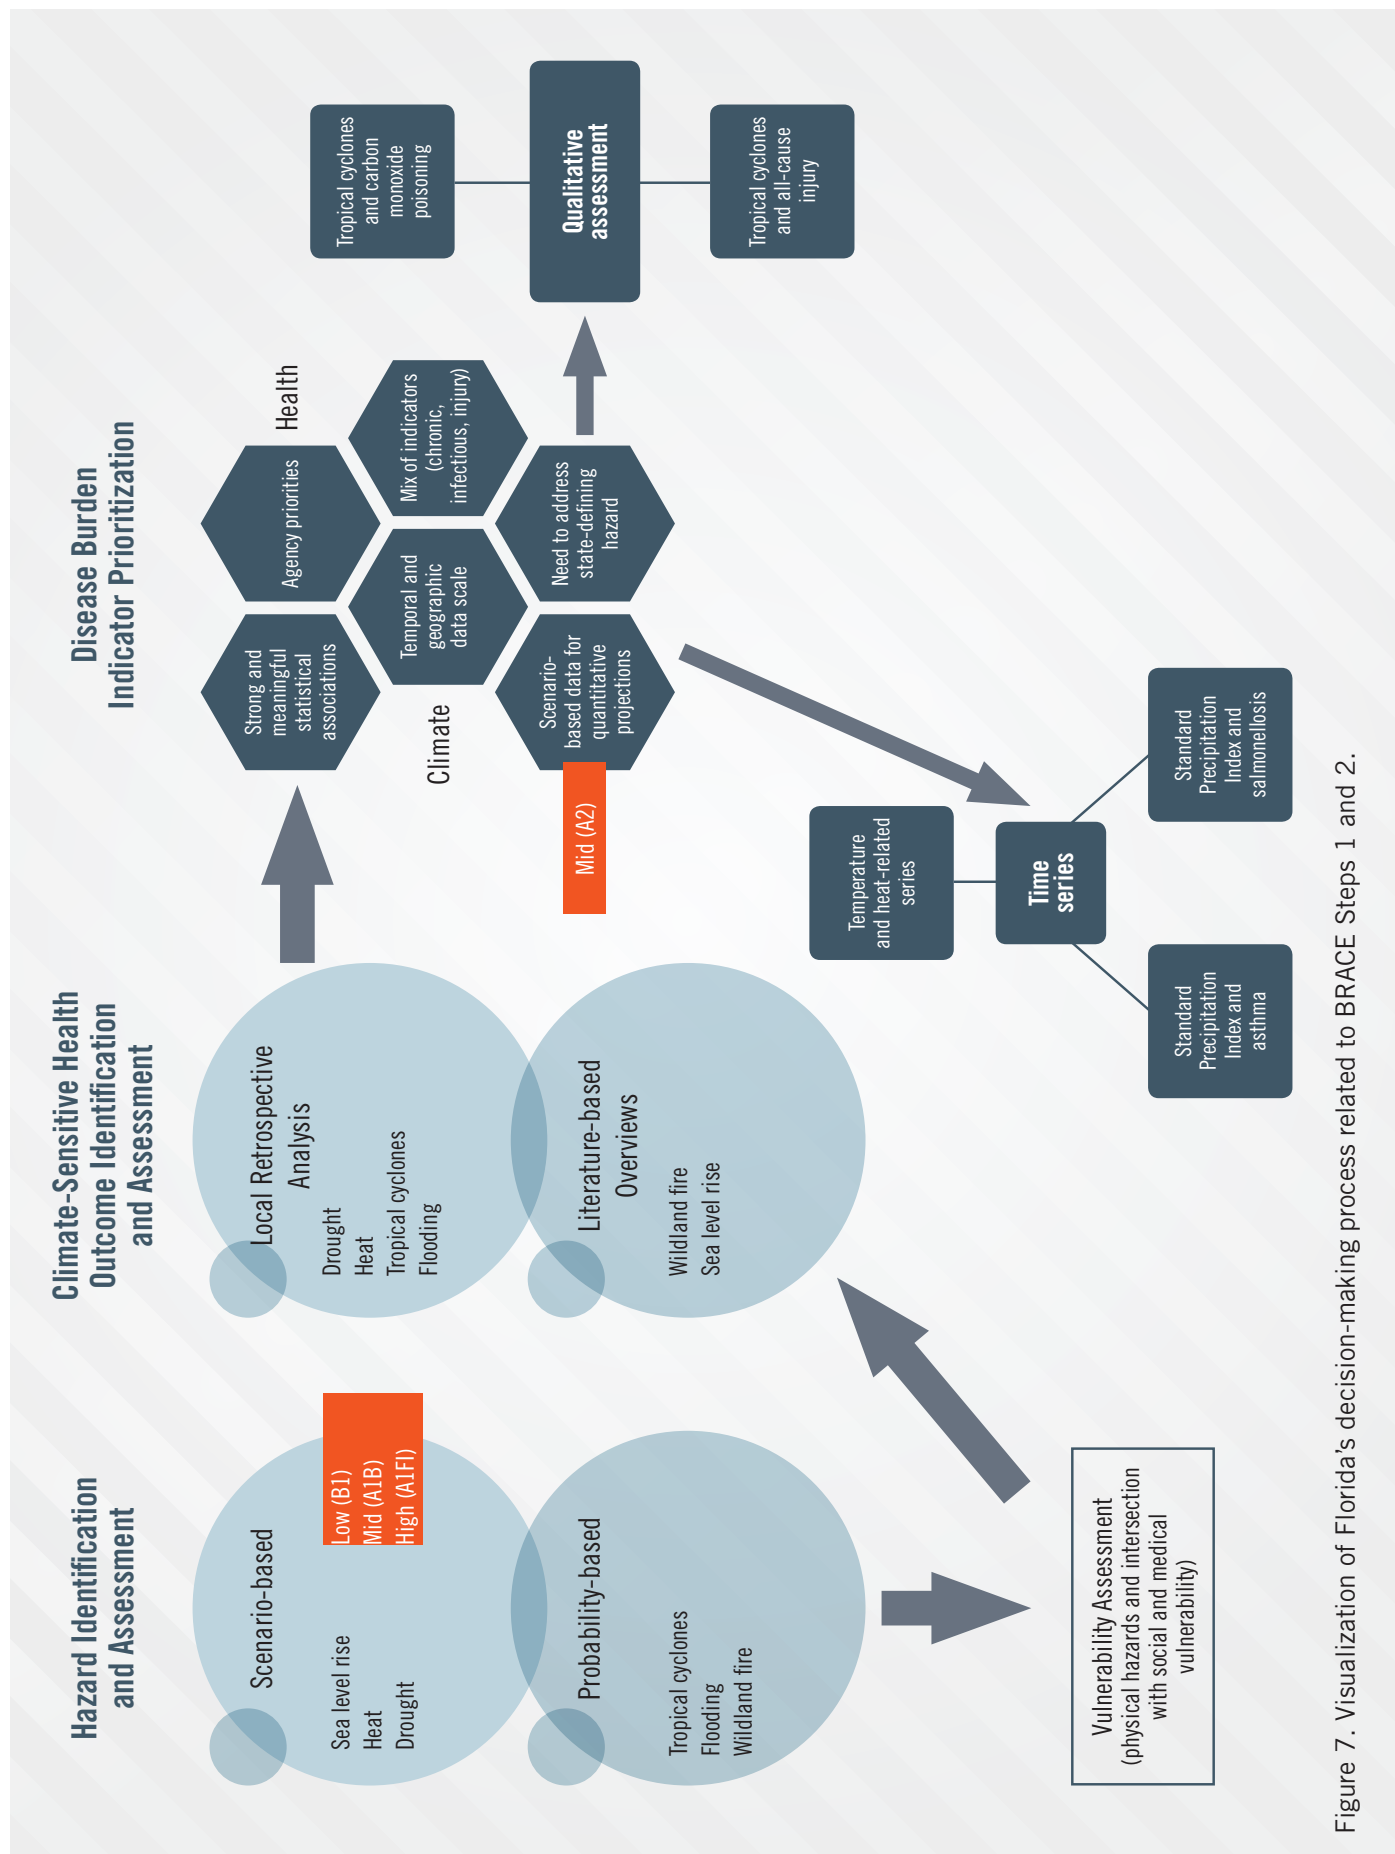 Hazard Identification
and Assessment
Scenario-based
Sea level rise
Heat
Drought
Low (B1)
Mid (A1B)
High (A1FI)
Probability-based
Tropical cyclones
Flooding
Wildland fire
Vulnerability Assessment
(physical hazards and intersection
with social and medical
vulnerability)
Climate-Sensitive Health
Outcome Identification
and Assessment
Local Retrospective
Analysis
Drought
Heat
Tropical cyclones
Flooding
Literature-based
Overviews
Wildland fire
Sea level rise
Disease Burden
Indicator Prioritization
Health
Strong and
meaningful
statistical
associations
Agency priorities
Climate
Temporal and
geographic
data scale
Mix of indicators
(chronic,
infectious, injury)
Mid (A2)
Scenario-
based data for
quantitative
projections
Need to address
state-defining
hazard
Tropical cyclones
and carbon
monoxide
poisoning
Qualitative
assessment
Tropical cyclones
and all-cause
injury
Temperature
and heat-related
series
Time
series
Standard
Precipitation
Index and
asthma
Standard
Precipitation
Index and
salmonellosis
Figure 7. Visualization of Florida's decision-making process related to BRACE Steps 1 and 2.